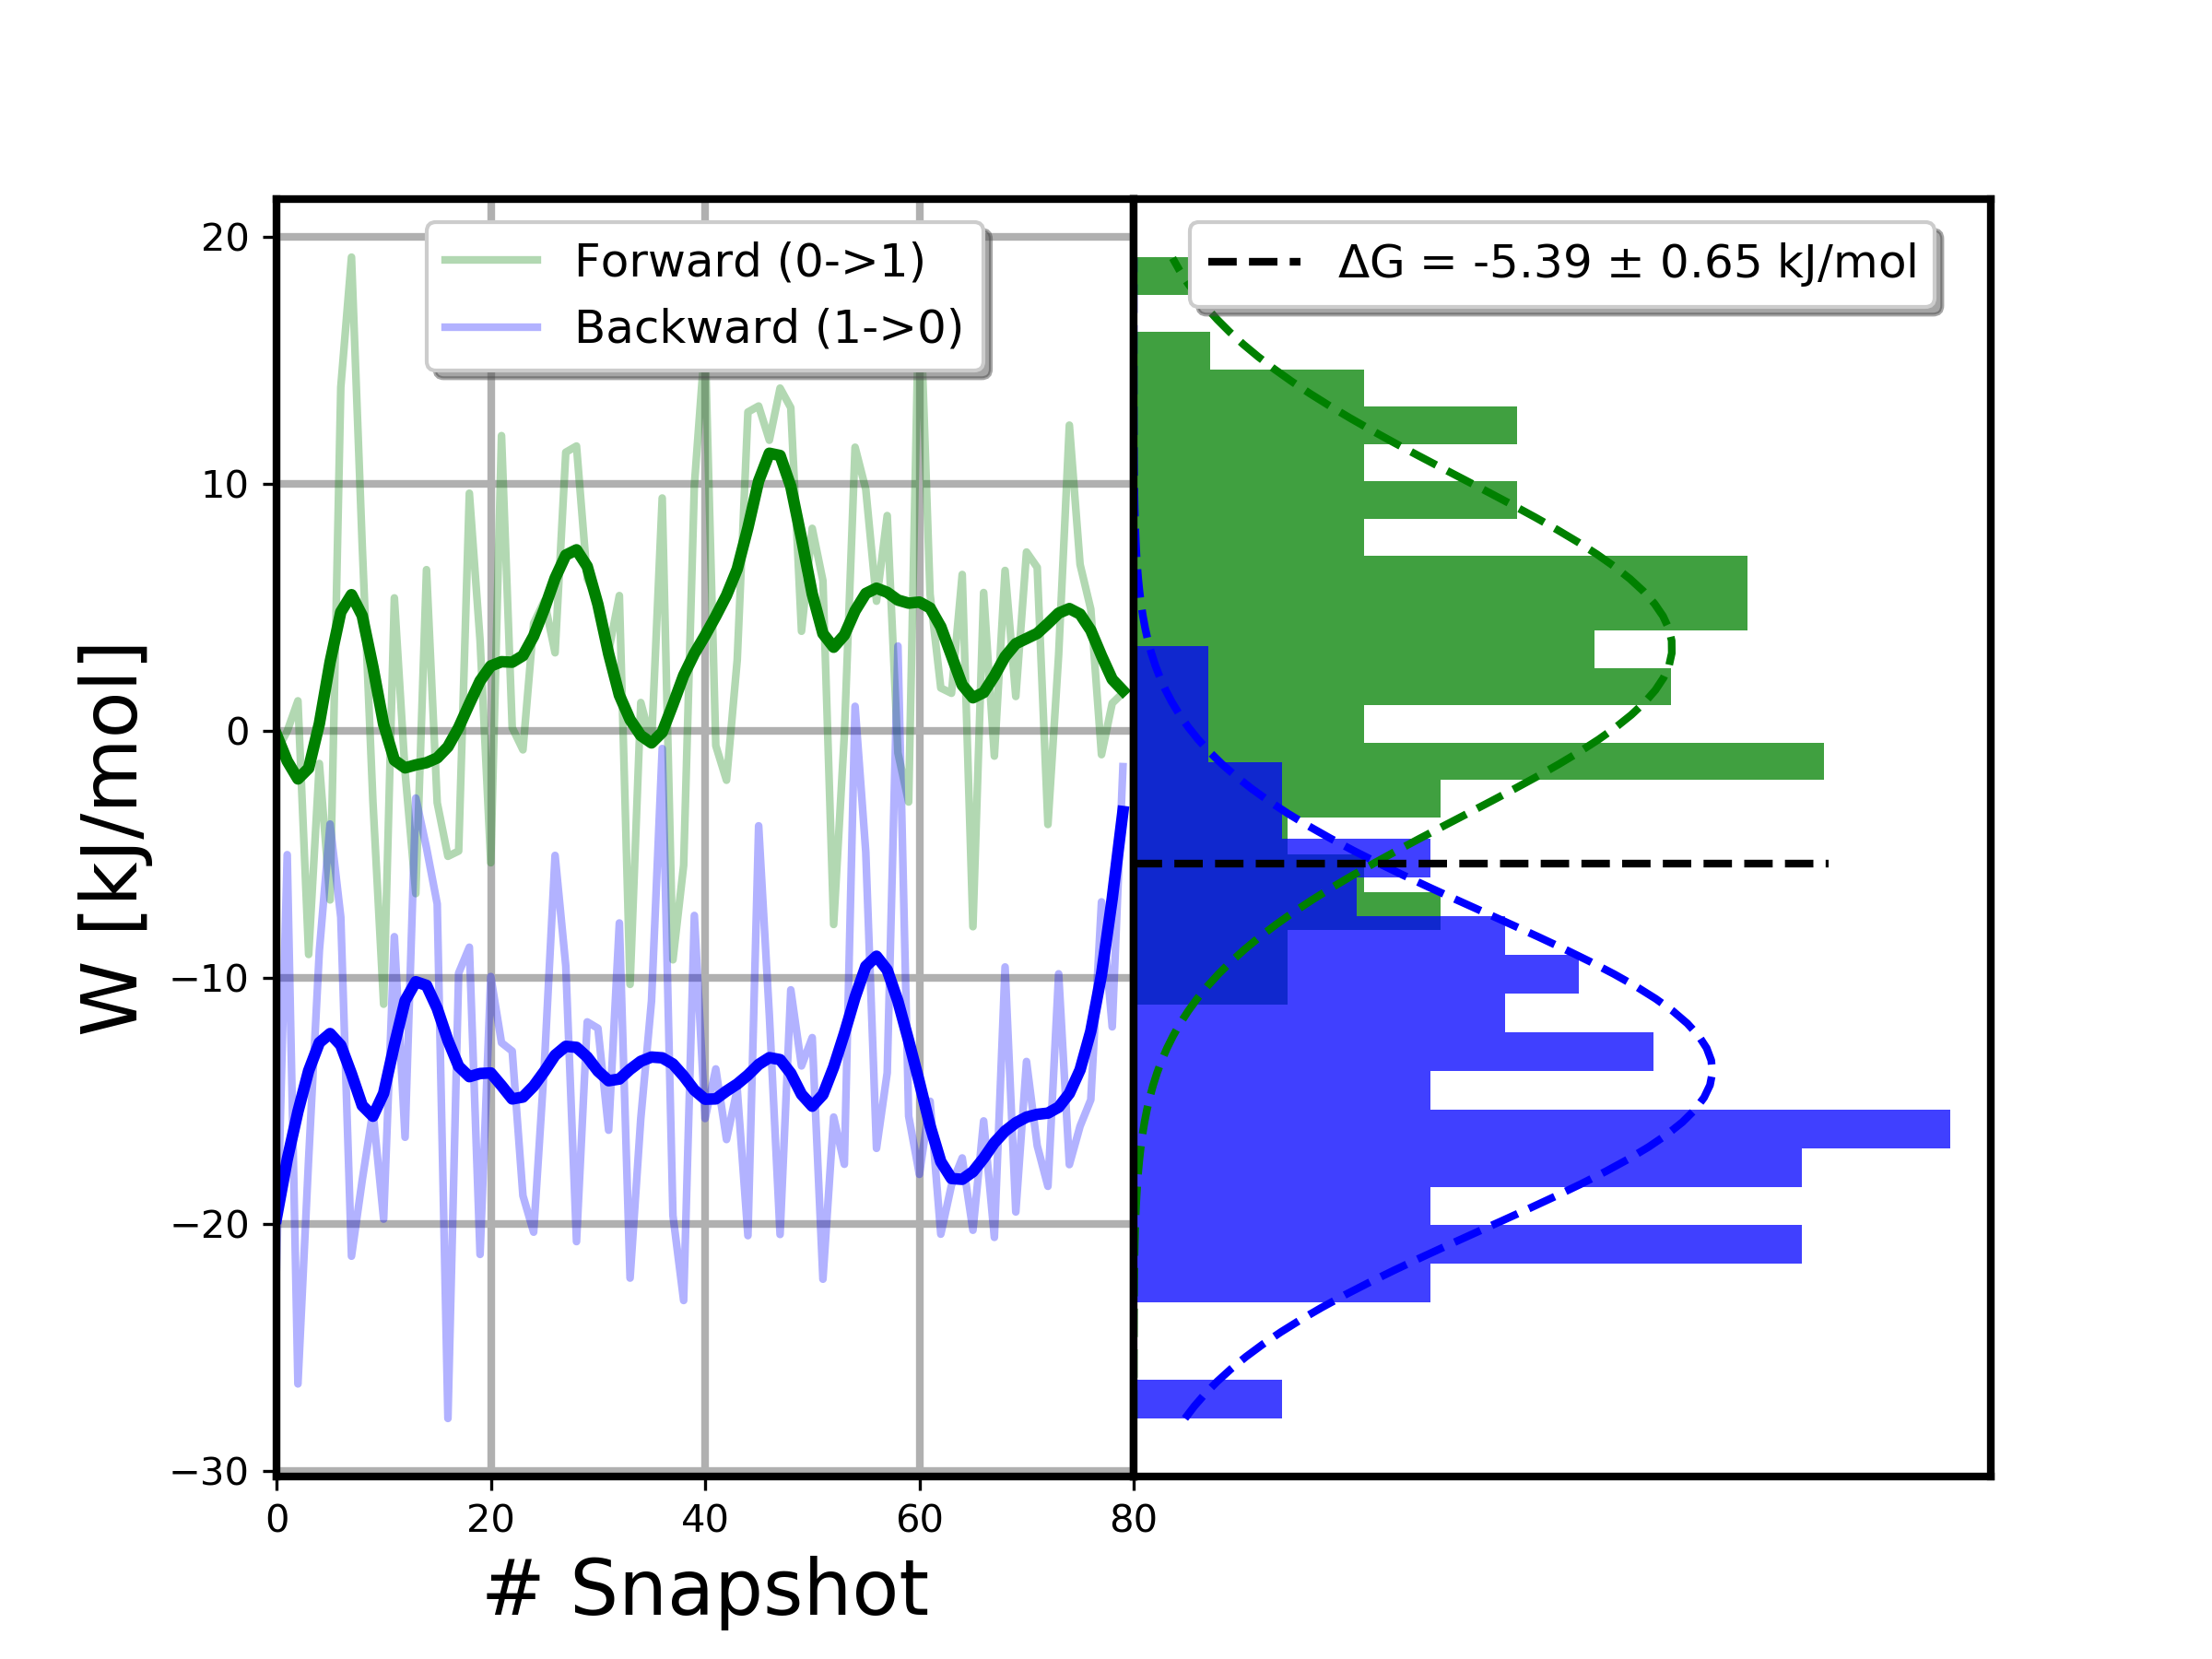 Forward (0->1)
Backward (1->0)
ΔG = -5.39 ± 0.65 kJ/mol
W [kJ/mol]
20
10
0
−10
−20
−30
0 20 40 60 80
# Snapshot